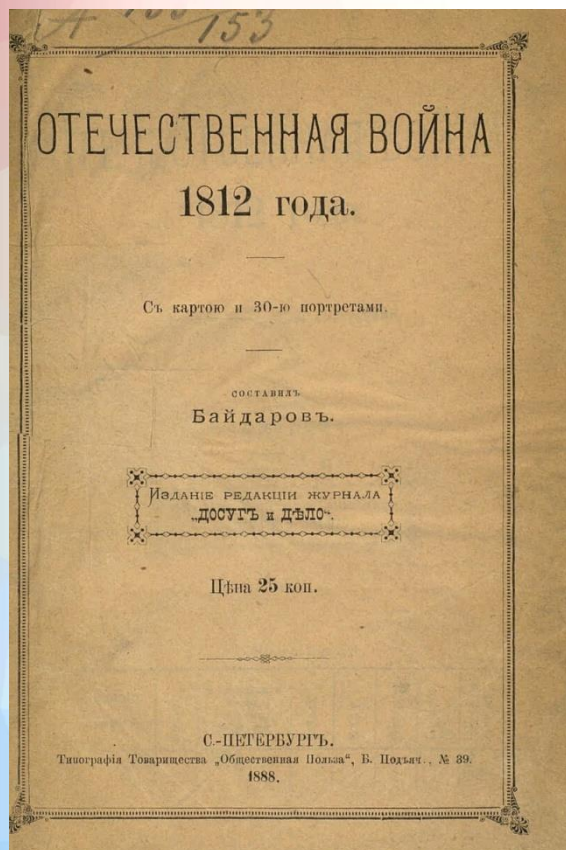 153
ОТЕЧЕСТВЕННАЯ ВОЙНА
1812 года.
Съ картою и 30-ю портретами.
СОСТАВИЛЪ
Байдаровъ.
ИЗДАНІЕ РЕДАКЦІИ ЖУРНАЛА
„ДОСУГЪ и ДѢЛО“.
Цѣна 25 коп.
С.-ПЕТЕРБУРГЪ.
Типографія Товарищества „Общественная Польза“, Б. Подъяч., № 39.
1888.